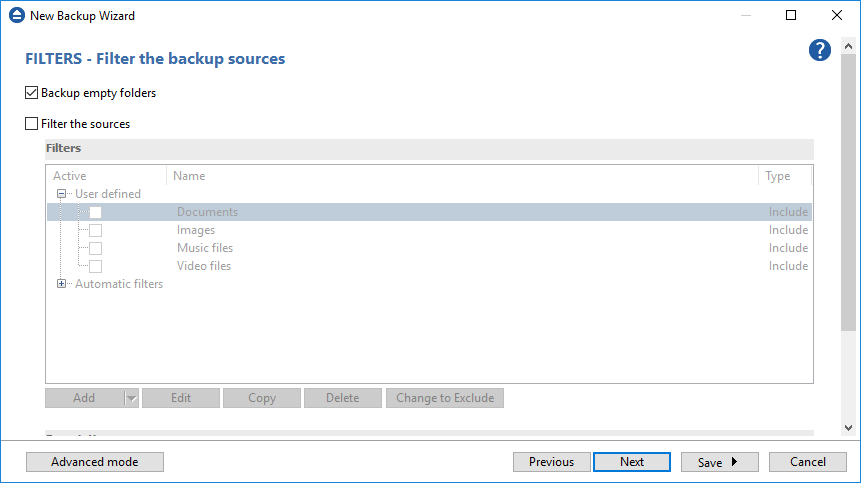 New Backup Wizard
FILTERS - Filter the backup sources
?
Backup empty folders
Filter the sources
Filters
Active Name Type
User defined
Documents Include
Images Include
Music files Include
Video files Include
Automatic filters
Add Edit Copy Delete Change to Exclude
Advanced mode Previous Next Save Cancel